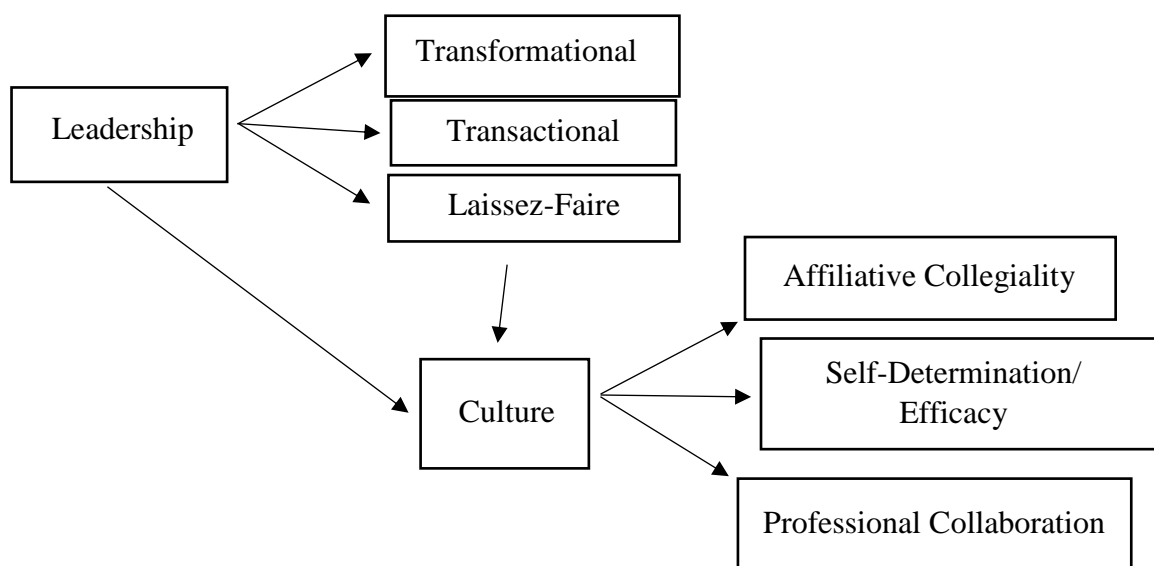 Transformational
Leadership
Transactional
Laissez-Faire
Affiliative Collegiality
Self-Determination/
Efficacy
Culture
Professional Collaboration